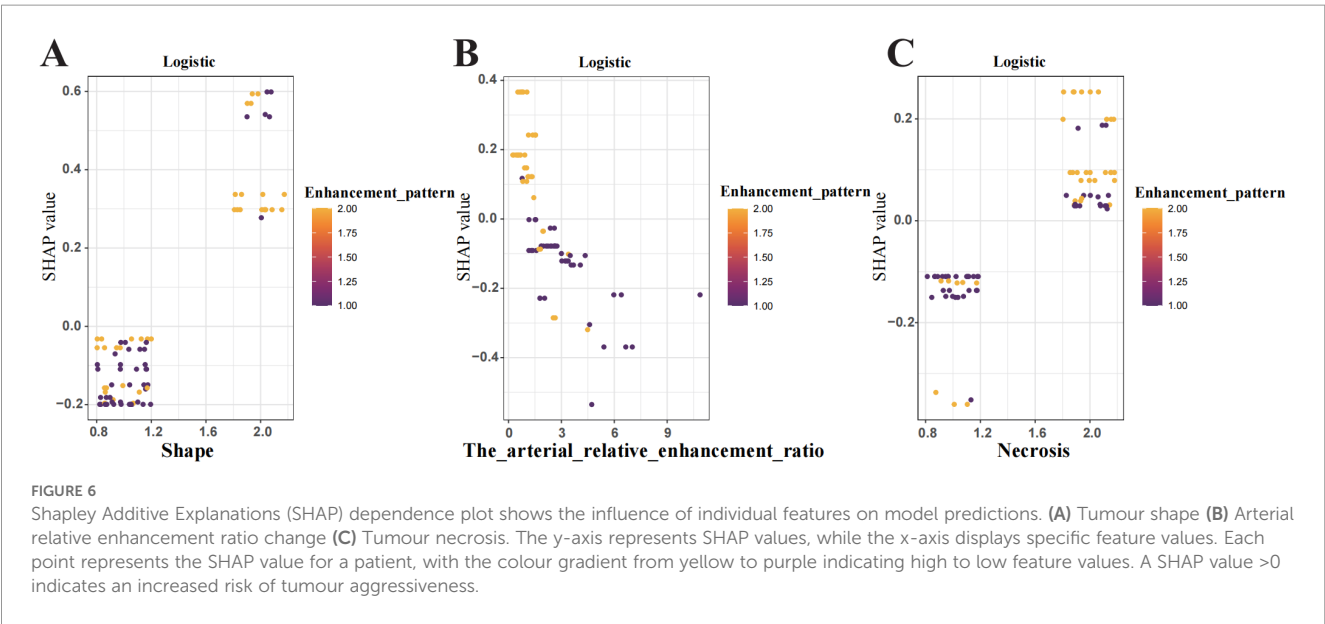 A
Logistic
SHAP value
0.6
0.4
0.2
0.0
−0.2
0.8
1.2
1.6
2.0
Shape
Enhancement_pattern
2.00
1.75
1.50
1.25
1.00
B
Logistic
SHAP value
0.4
0.2
0.0
−0.2
−0.4
0
3
6
9
The_arterial_relative_enhancement_ratio
Enhancement_pattern
2.00
1.75
1.50
1.25
1.00
C
Logistic
SHAP value
0.2
0.0
−0.2
0.8
1.2
1.6
2.0
Necrosis
Enhancement_pattern
2.00
1.75
1.50
1.25
1.00
FIGURE 6
Shapley Additive Explanations (SHAP) dependence plot shows the influence of individual features on model predictions. (A) Tumour shape (B) Arterial
relative enhancement ratio change (C) Tumour necrosis. The y-axis represents SHAP values, while the x-axis displays specific feature values. Each
point represents the SHAP value for a patient, with the colour gradient from yellow to purple indicating high to low feature values. A SHAP value >0
indicates an increased risk of tumour aggressiveness.